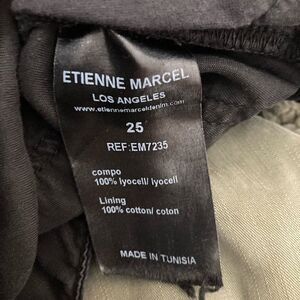 ETIENNE MARCEL
LOS ANGELES
www.etiennemarceldenim.com
25
REF:EM7235
compo
100% lyocell/ lyocell
Lining
100% cotton/ coton
MADE IN TUNISIA